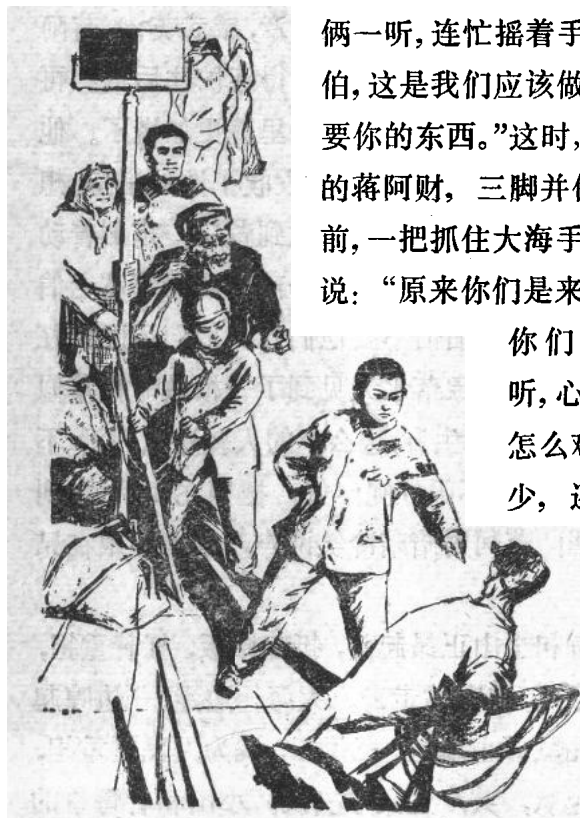 俩一听，连忙摇着手
伯，这是我们应该做
要你的东西。”这时，
的蒋阿财，三脚并
前，一把抓住大海手
说：“原来你们是来
你们
听，心
怎么
少，